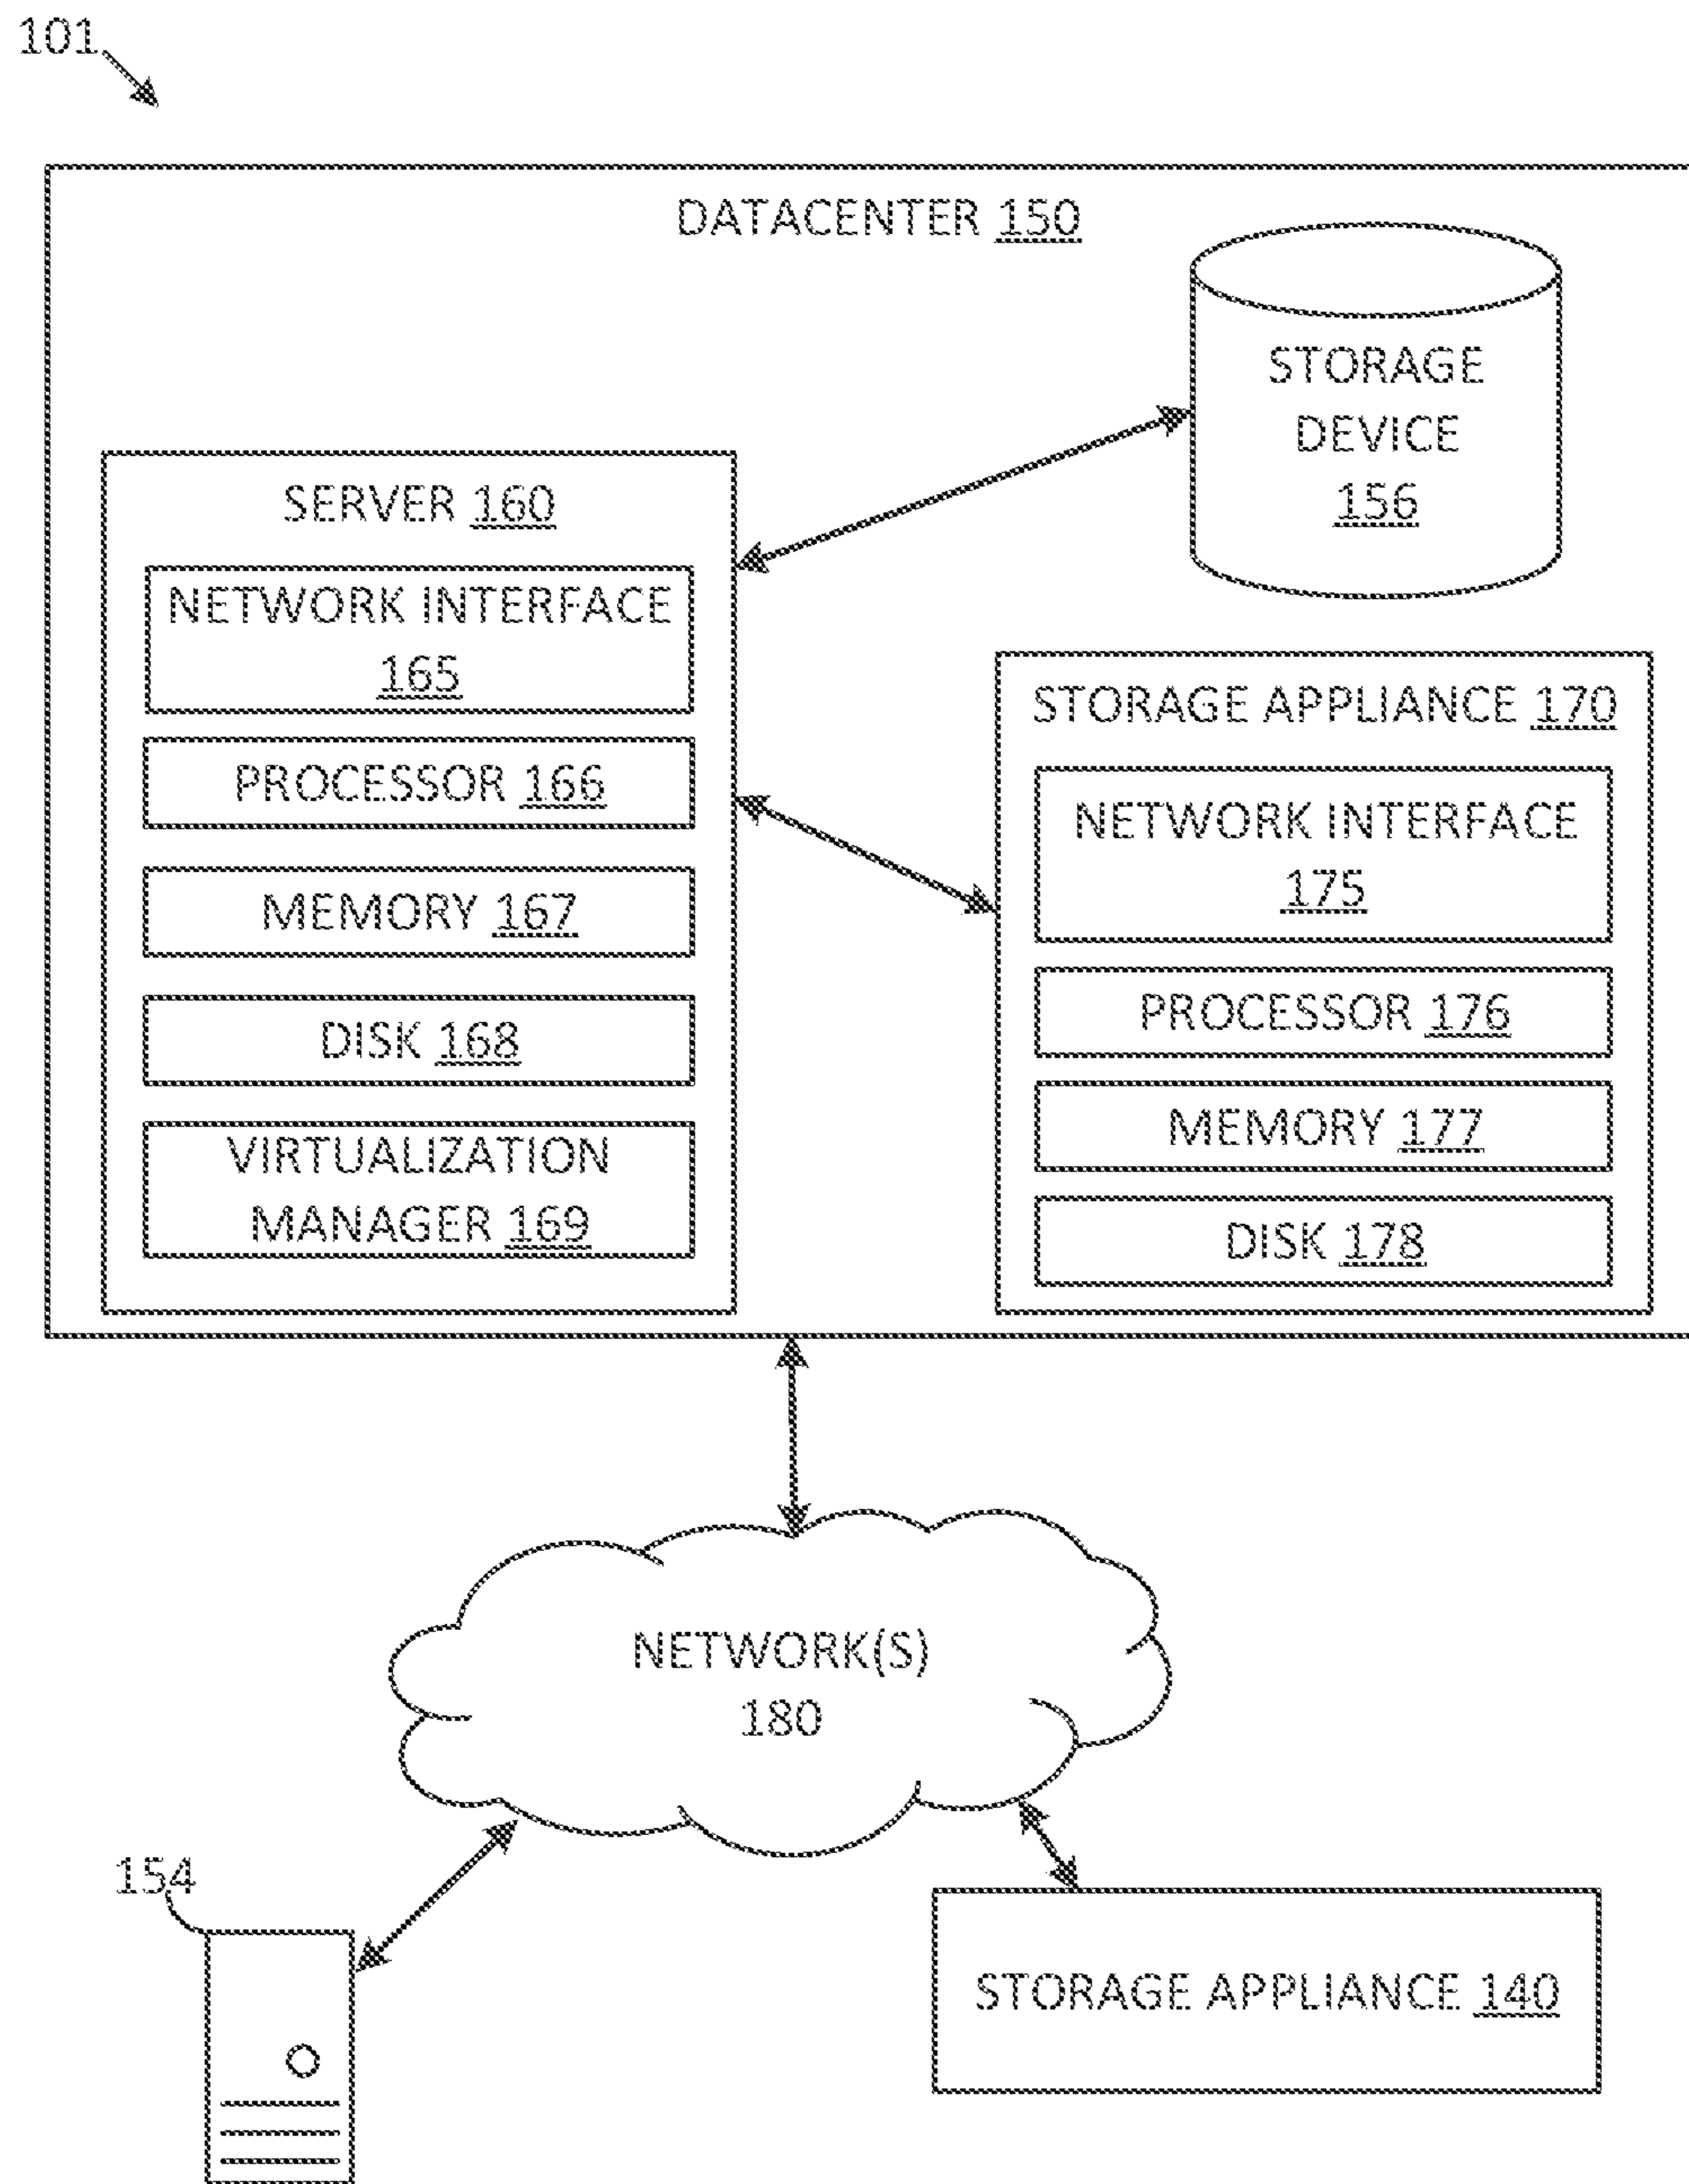 101
DATACENTER 150
STORAGE
DEVICE
156
SERVER 160
NETWORK INTERFACE
165
PROCESSOR 166
MEMORY 167
DISK 168
VIRTUALIZATION
MANAGER 169
STORAGE APPLIANCE 170
NETWORK INTERFACE
175
PROCESSOR 176
MEMORY 177
DISK 178
NETWORK(S)
180
154
STORAGE APPLIANCE 140